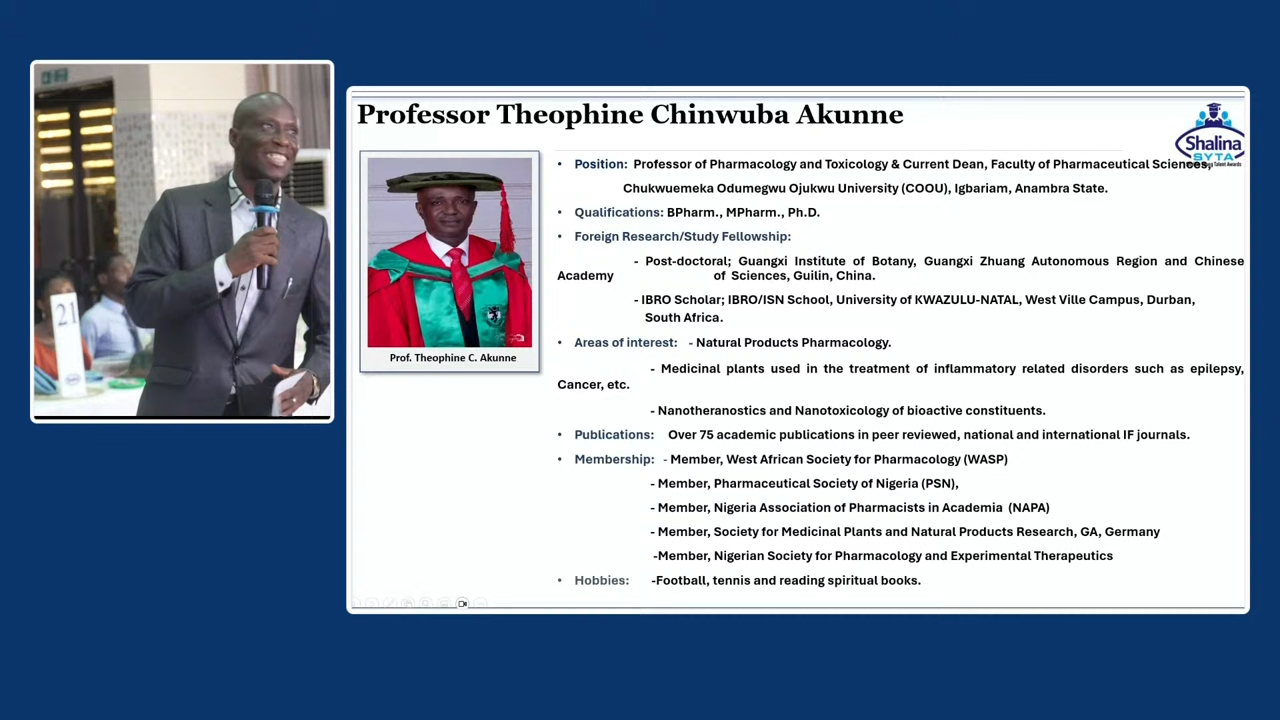 Professor Theophine Chinwuba Akunne
Shalina
SYTA
21
• Position: Professor of Pharmacology and Toxicology & Current Dean, Faculty of Pharmaceutical Sciences,
Chukwuemeka Odumegwu Ojukwu University (COOU), Igbariam, Anambra State.
• Qualifications: BPharm., MPharm., Ph.D.
• Foreign Research/Study Fellowship:
- Post-doctoral; Guangxi Institute of Botany, Guangxi Zhuang Autonomous Region and Chinese
Academy of Sciences, Guilin, China.
- IBRO Scholar; IBRO/ISN School, University of KWAZULU-NATAL, West Ville Campus, Durban,
South Africa.
• Areas of interest: - Natural Products Pharmacology.
- Medicinal plants used in the treatment of inflammatory related disorders such as epilepsy,
Cancer, etc.
- Nanotheranostics and Nanotoxicology of bioactive constituents.
• Publications: Over 75 academic publications in peer reviewed, national and international IF journals.
• Membership: - Member, West African Society for Pharmacology (WASP)
- Member, Pharmaceutical Society of Nigeria (PSN),
- Member, Nigeria Association of Pharmacists in Academia (NAPA)
- Member, Society for Medicinal Plants and Natural Products Research, GA, Germany
-Member, Nigerian Society for Pharmacology and Experimental Therapeutics
• Hobbies: -Football, tennis and reading spiritual books.
Prof. Theophine C. Akunne